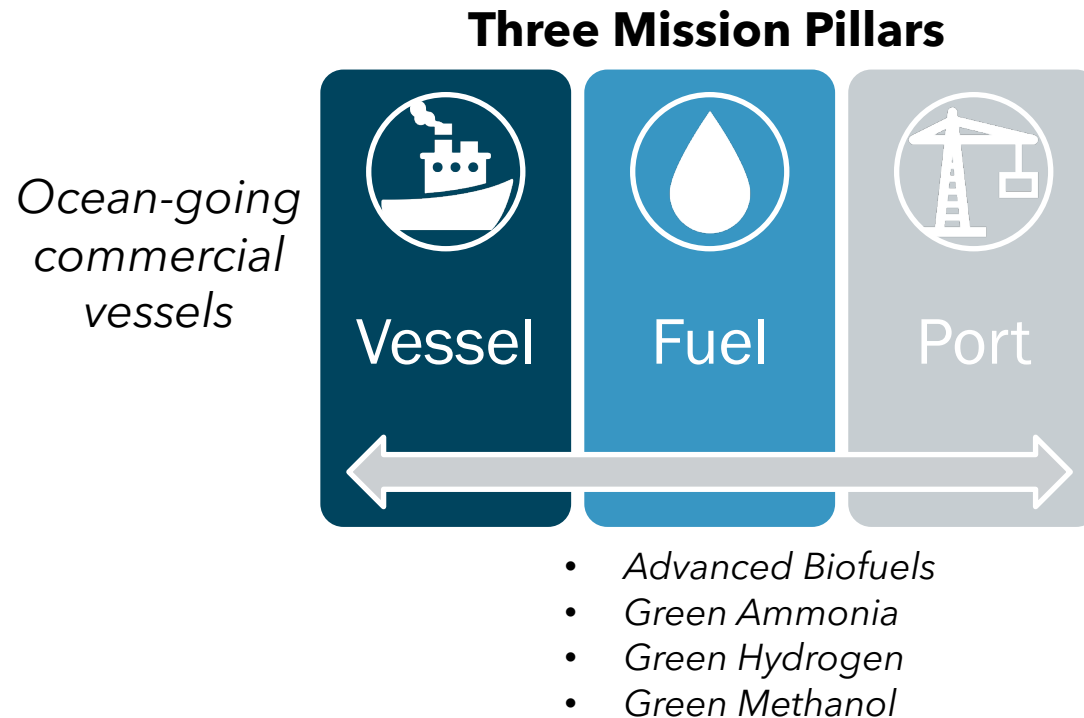 Three Mission Pillars
Ocean-going
commercial
vessels
Vessel
Fuel
Port
• Advanced Biofuels
• Green Ammonia
• Green Hydrogen
• Green Methanol